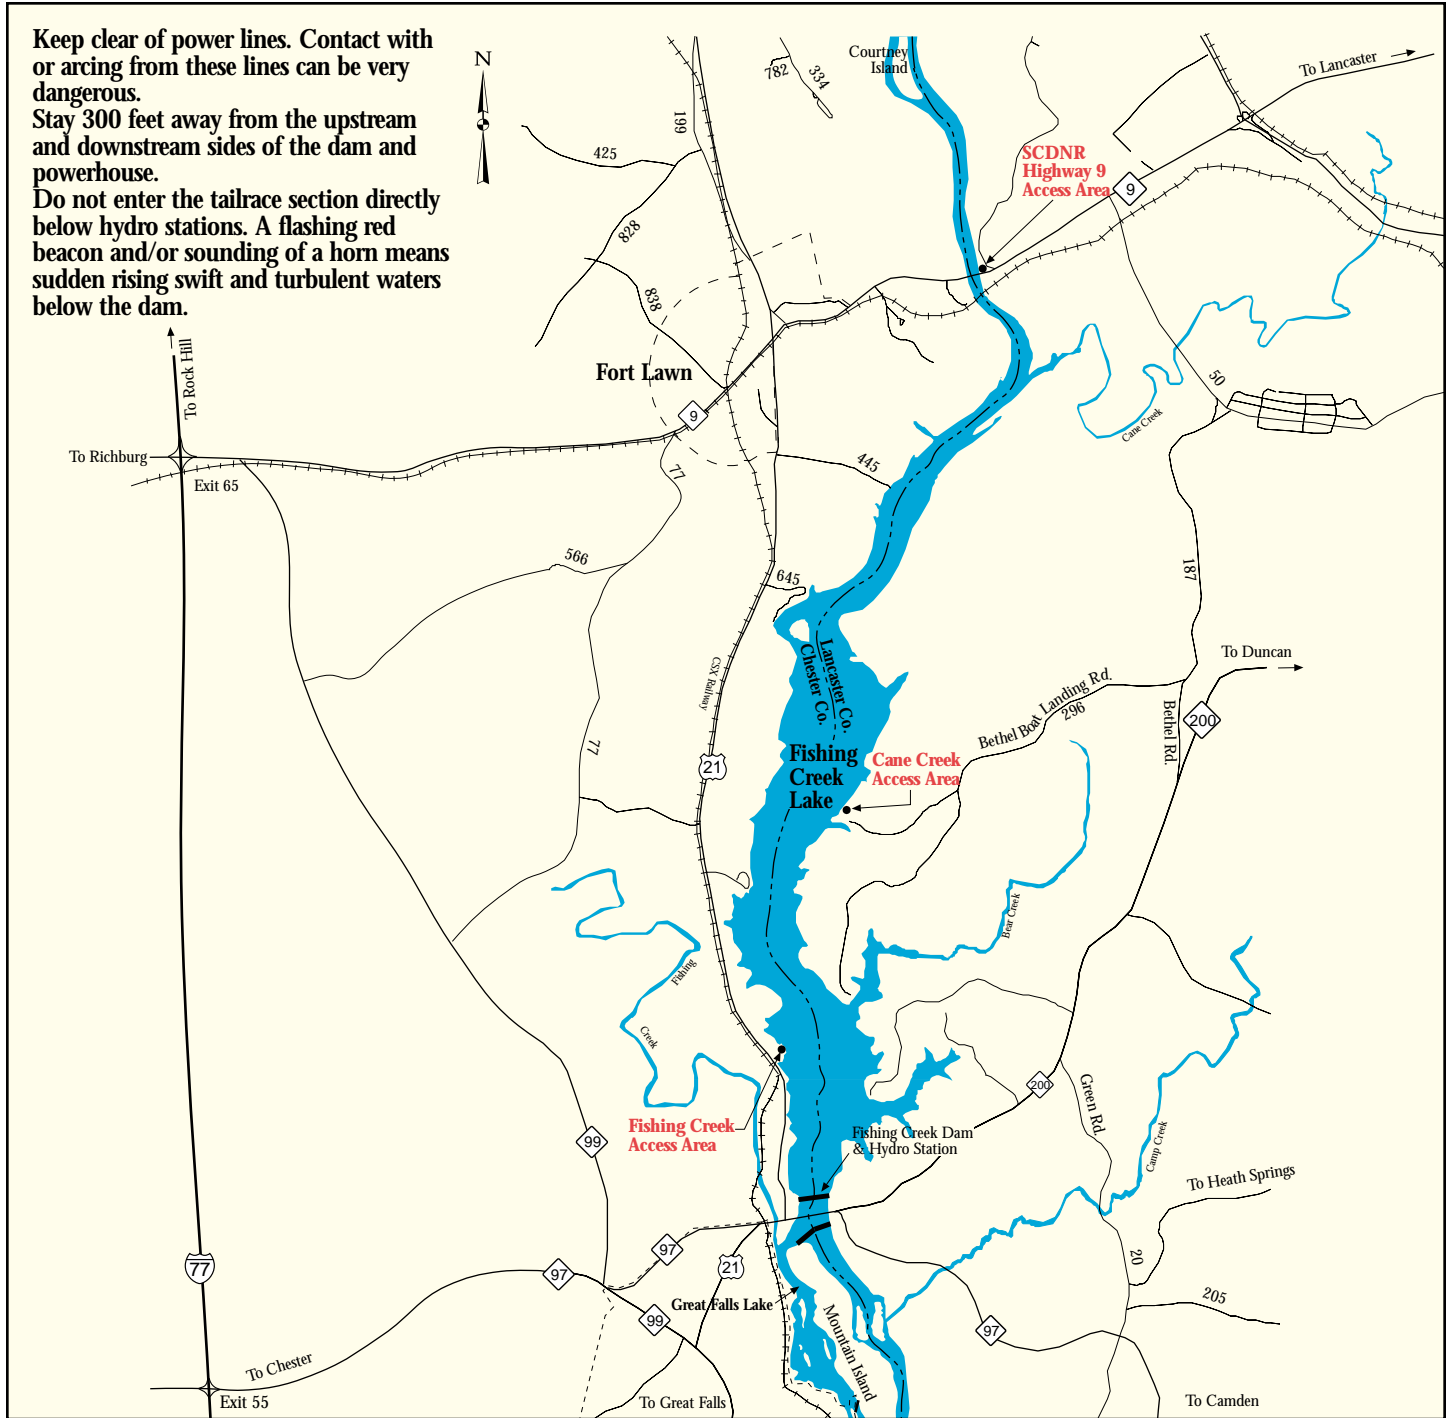 Keep clear of power lines. Contact with
or arcing from these lines can be very
dangerous.
Stay 300 feet away from the upstream
and downstream sides of the dam and
powerhouse.
Do not enter the tailrace section directly
below hydro stations. A flashing red
beacon and/or sounding of a horn means
sudden rising swift and turbulent waters
below the dam.
N
Courtney
Island
782
334
To Lancaster
199
425
SCDNR
Highway 9
Access Area
9
828
838
To Rock Hill
Fort Lawn
9
50
Cane Creek
To Richburg
Exit 65
77
445
566
645
187
CSX Railway
Lancaster Co.
Chester Co.
To Duncan
Bethel Boat Landing Rd.
296
Bethel Rd.
200
77
21
Fishing
Creek
Lake
Cane Creek
Access Area
Bear Creek
Fishing
Creek
200
Green Rd.
Fishing Creek
Access Area
99
Fishing Creek Dam
& Hydro Station
Camp Creek
To Heath Springs
97
21
20
77
97
Great Falls Lake
99
Mountain Island
97
205
To Chester
Exit 55
To Great Falls
To Camden